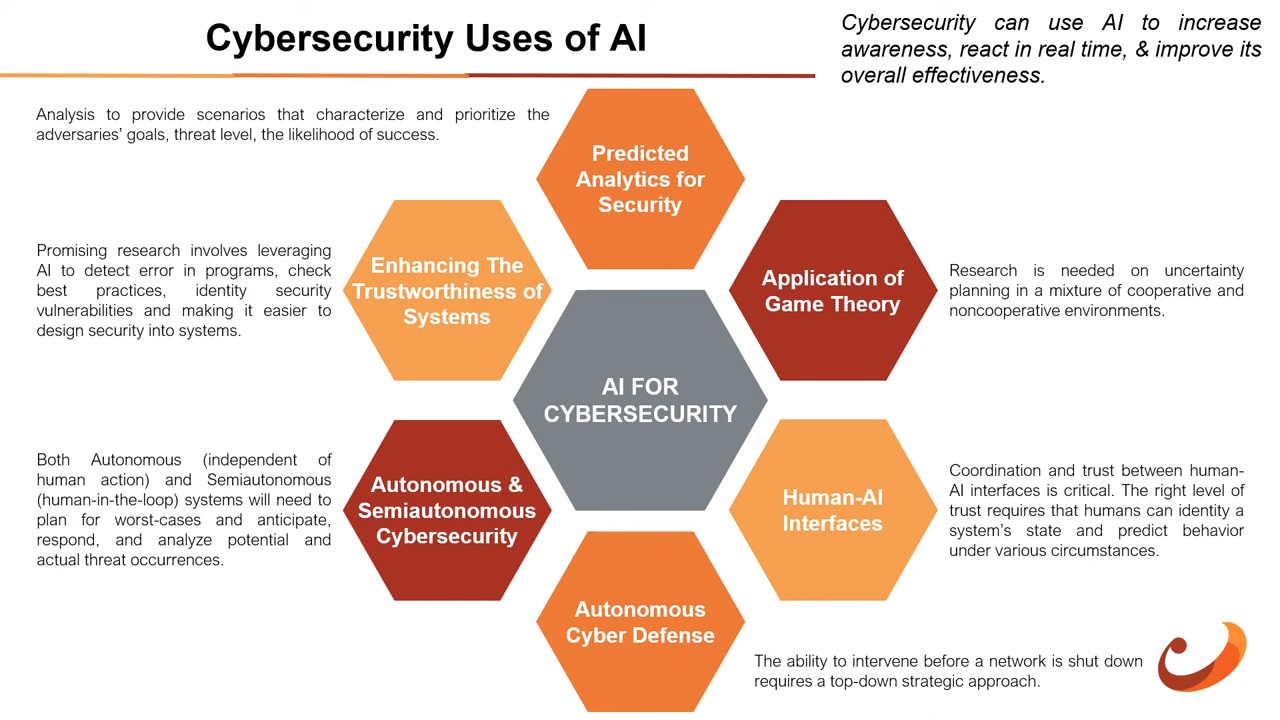 Cybersecurity Uses of AI
Cybersecurity can use AI to increase
awareness, react in real time, & improve its
overall effectiveness.
Analysis to provide scenarios that characterize and prioritize the
adversaries’ goals, threat level, the likelihood of success.
Predicted
Analytics for
Security
Promising research involves leveraging
AI to detect error in programs, check
best practices, identity security
vulnerabilities and making it easier to
design security into systems.
Enhancing The
Trustworthiness of
Systems
Application of
Game Theory
Research is needed on uncertainty
planning in a mixture of cooperative and
noncooperative environments.
AI FOR
CYBERSECURITY
Both Autonomous (independent of
human action) and Semiautonomous
(human-in-the-loop) systems will need to
plan for worst-cases and anticipate,
respond, and analyze potential and
actual threat occurrences.
Autonomous &
Semiautonomous
Cybersecurity
Human-AI
Interfaces
Coordination and trust between human-
AI interfaces is critical. The right level of
trust requires that humans can identity a
system’s state and predict behavior
under various circumstances.
Autonomous
Cyber Defense
The ability to intervene before a network is shut down
requires a top-down strategic approach.